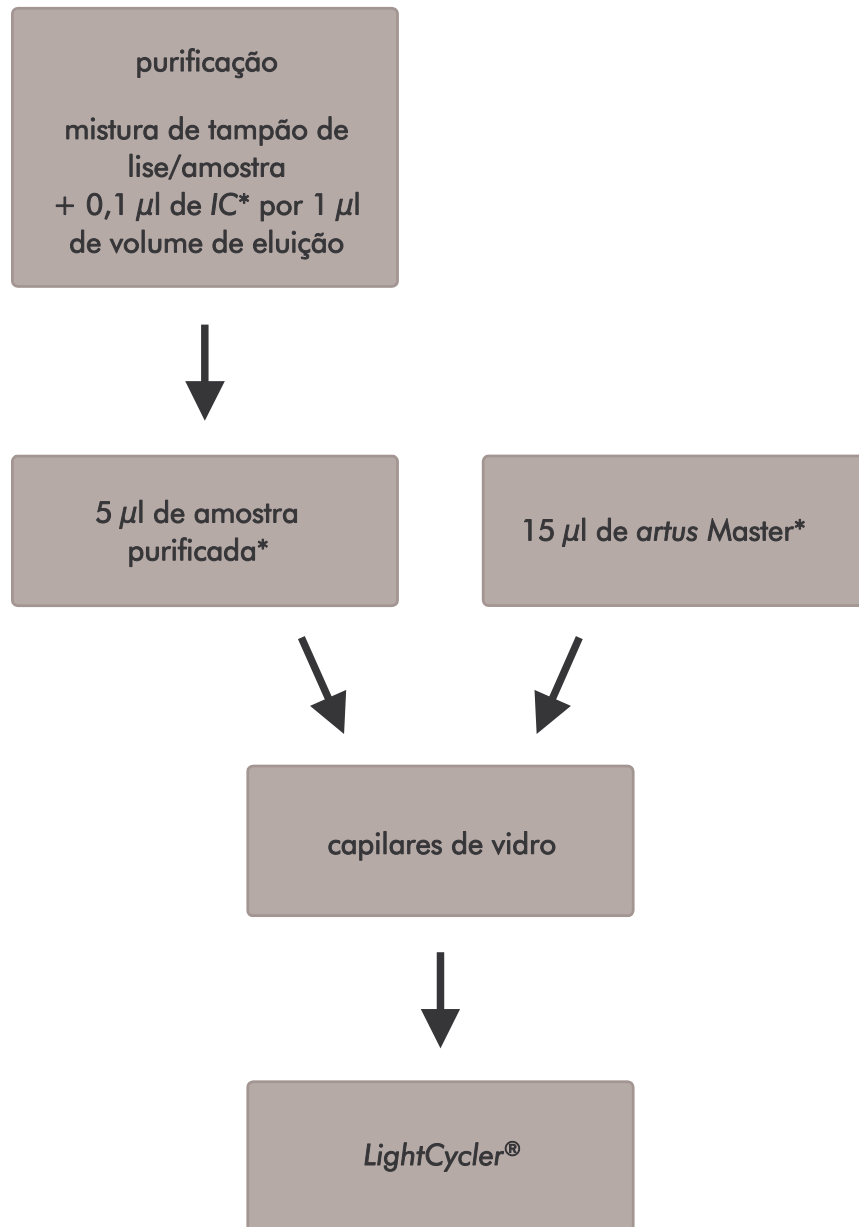 purificação
mistura de tampão de
lise/amostra
+ 0,1 µl de IC* por 1 µl
de volume de eluição
5 µl de amostra
purificada*
15 µl de artus Master*
capilares de vidro
LightCycler®